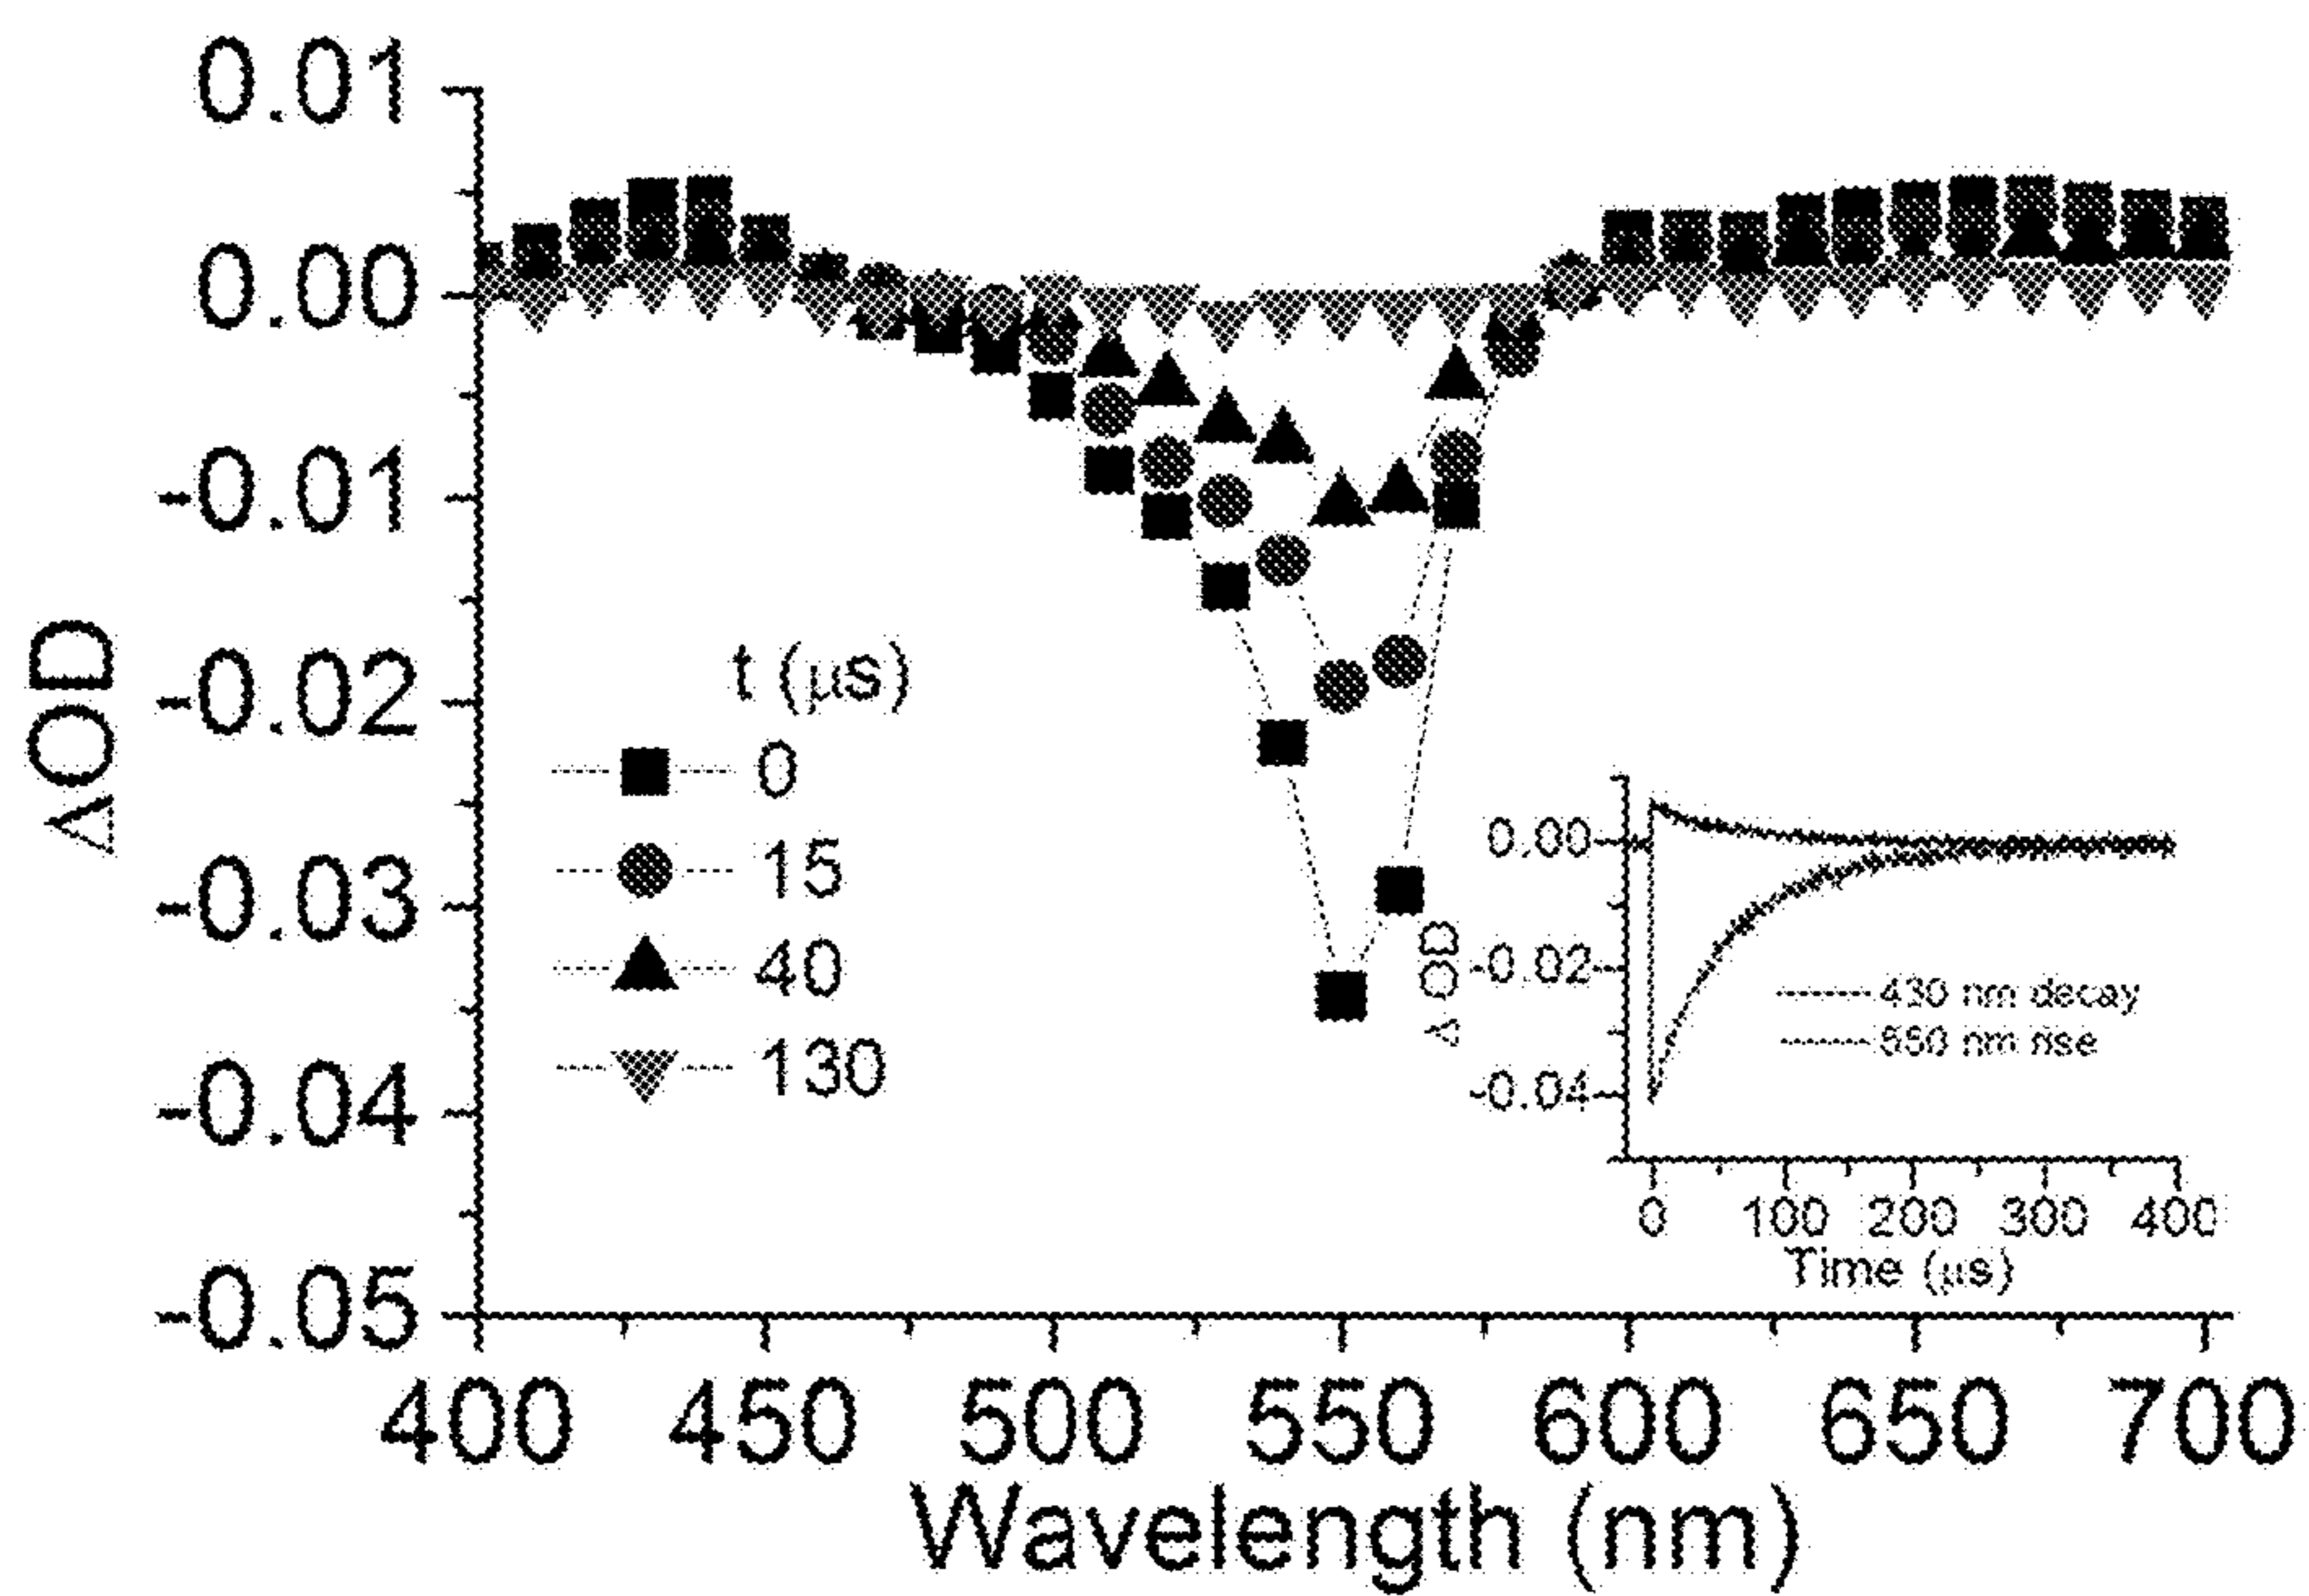 0.01
0.00
-0.01
-0.02
-0.03
-0.04
-0.05
ΔOD
t (μs)
0
15
40
130
400 450 500 550 600 650 700
Wavelength (nm)
0.00
-0.02
-0.04
430 nm decay
550 nm rise
0 100 200 300 400
Time (μs)